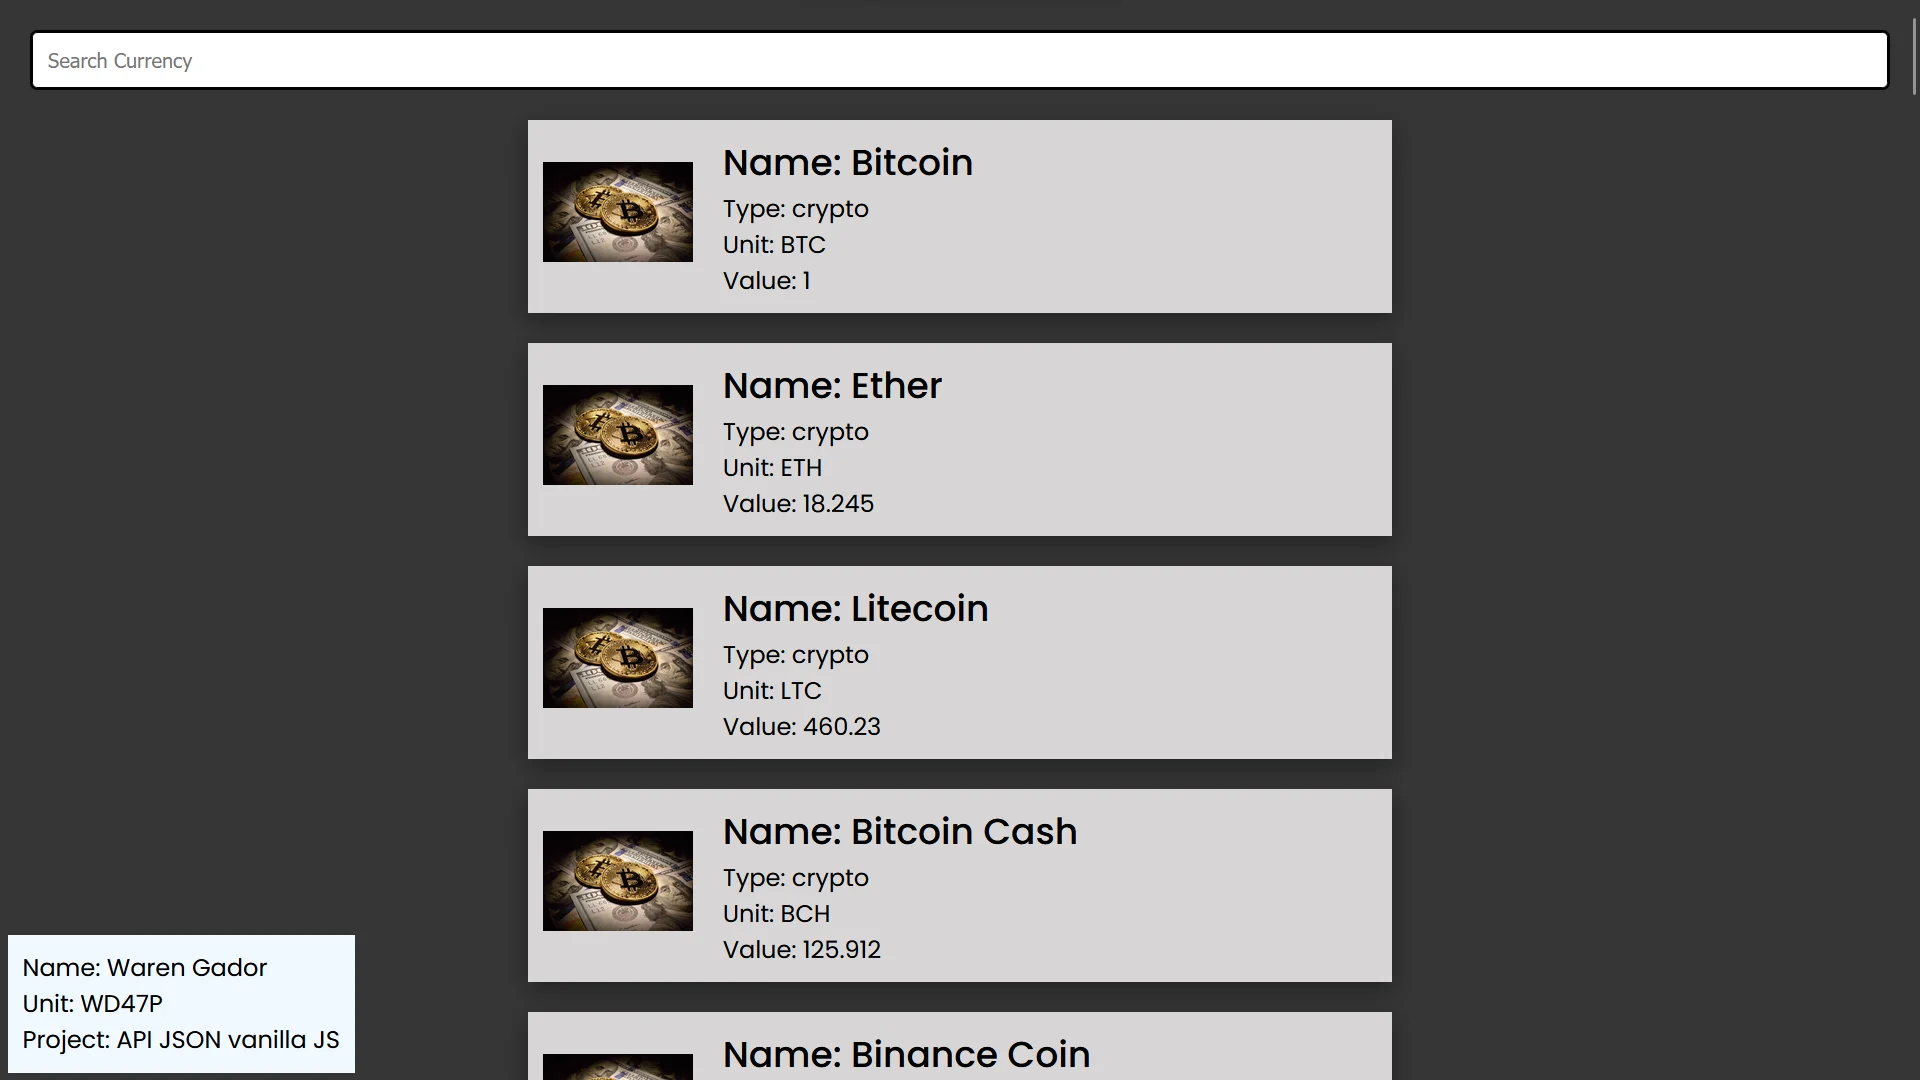 Search Currency
Name: Bitcoin
Type: crypto
Unit: BTC
Value: 1
Name: Ether
Type: crypto
Unit: ETH
Value: 18.245
Name: Litecoin
Type: crypto
Unit: LTC
Value: 460.23
Name: Bitcoin Cash
Type: crypto
Unit: BCH
Value: 125.912
Name: Binance Coin
Name: Waren Gador
Unit: WD47P
Project: API JSON vanilla JS